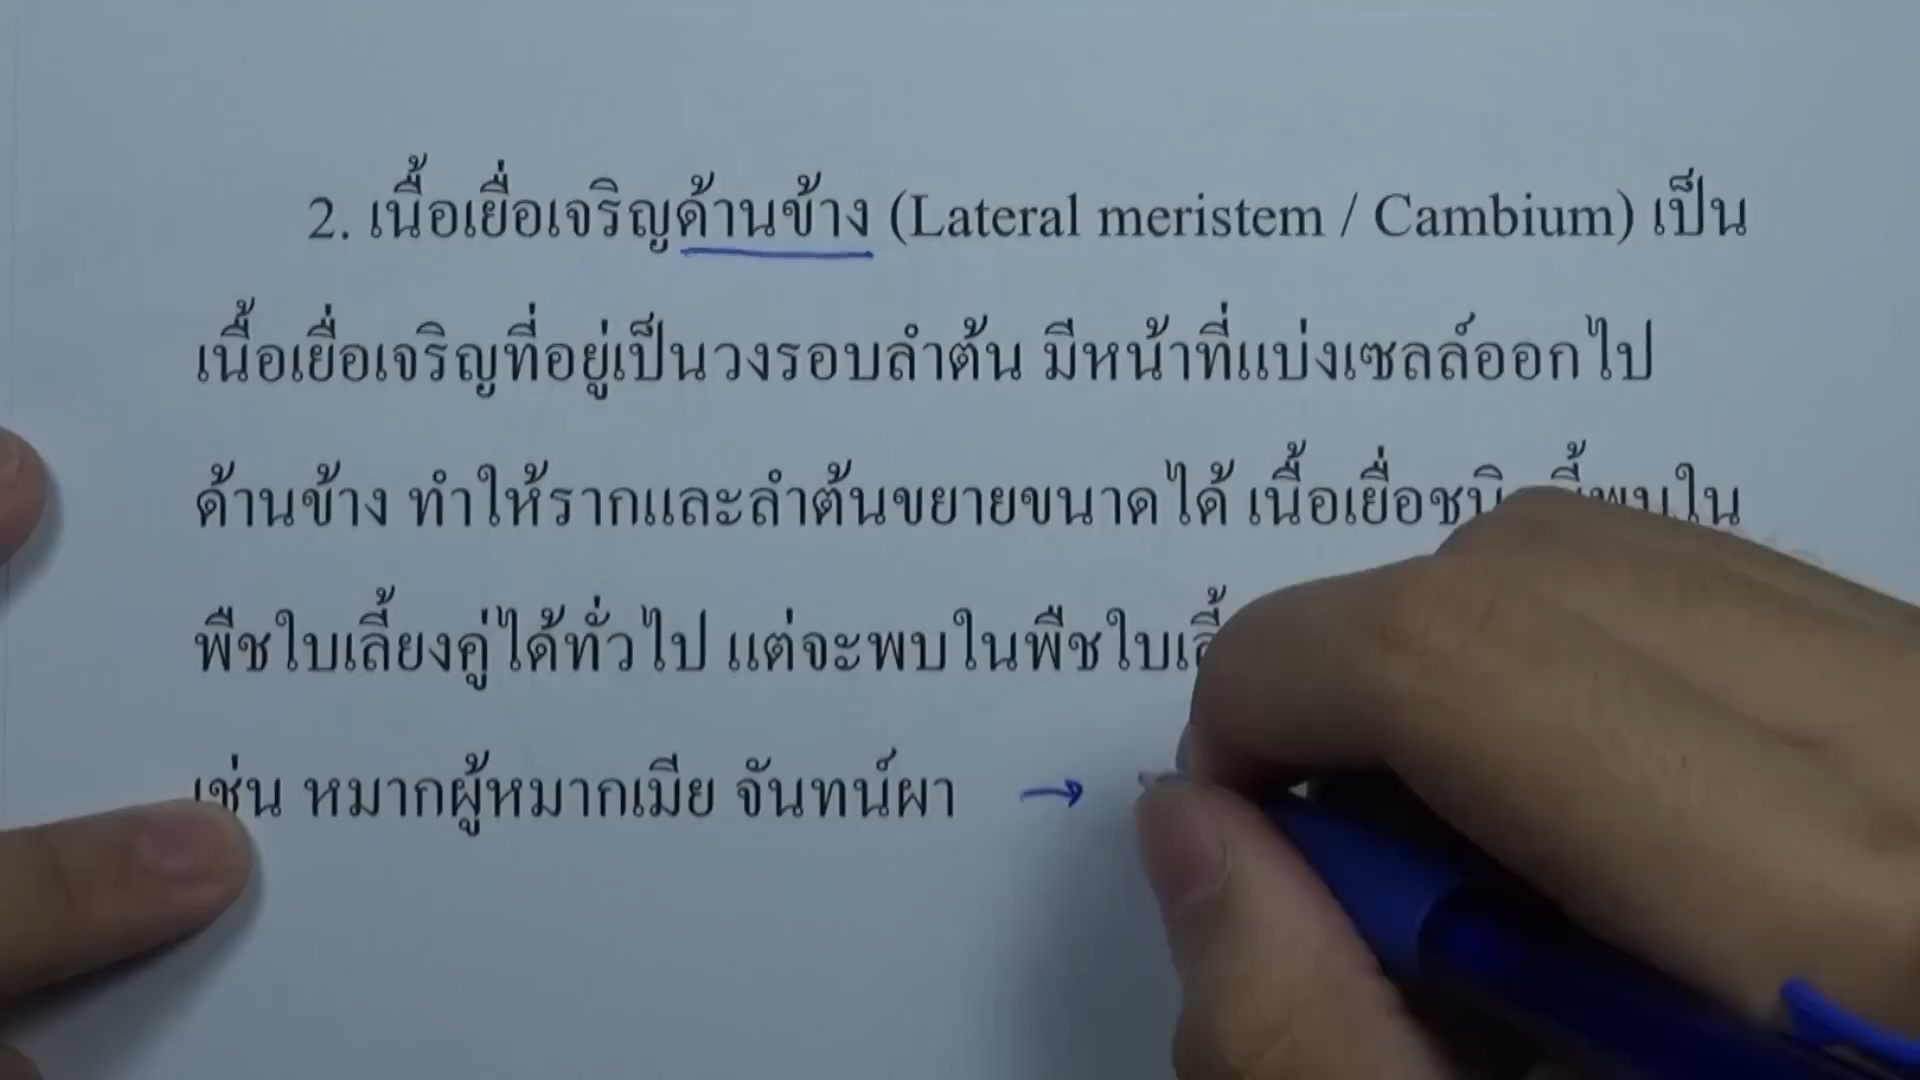 2. เนื้อเยื่อเจริญด้านข้าง (Lateral meristem / Cambium) เป็น
เนื้อเยื่อเจริญที่อยู่เป็นวงรอบลำต้น มีหน้าที่แบ่งเซลล์ออกไป
ด้านข้าง ทำให้รากและลำต้นขยายขนาดได้ เนื้อเยื่อชนิดนี้พบใน
พืชใบเลี้ยงคู่ได้ทั่วไป แต่จะพบในพืชใบ
เช่น หมากผู้หมากเมีย จันทน์ผา →